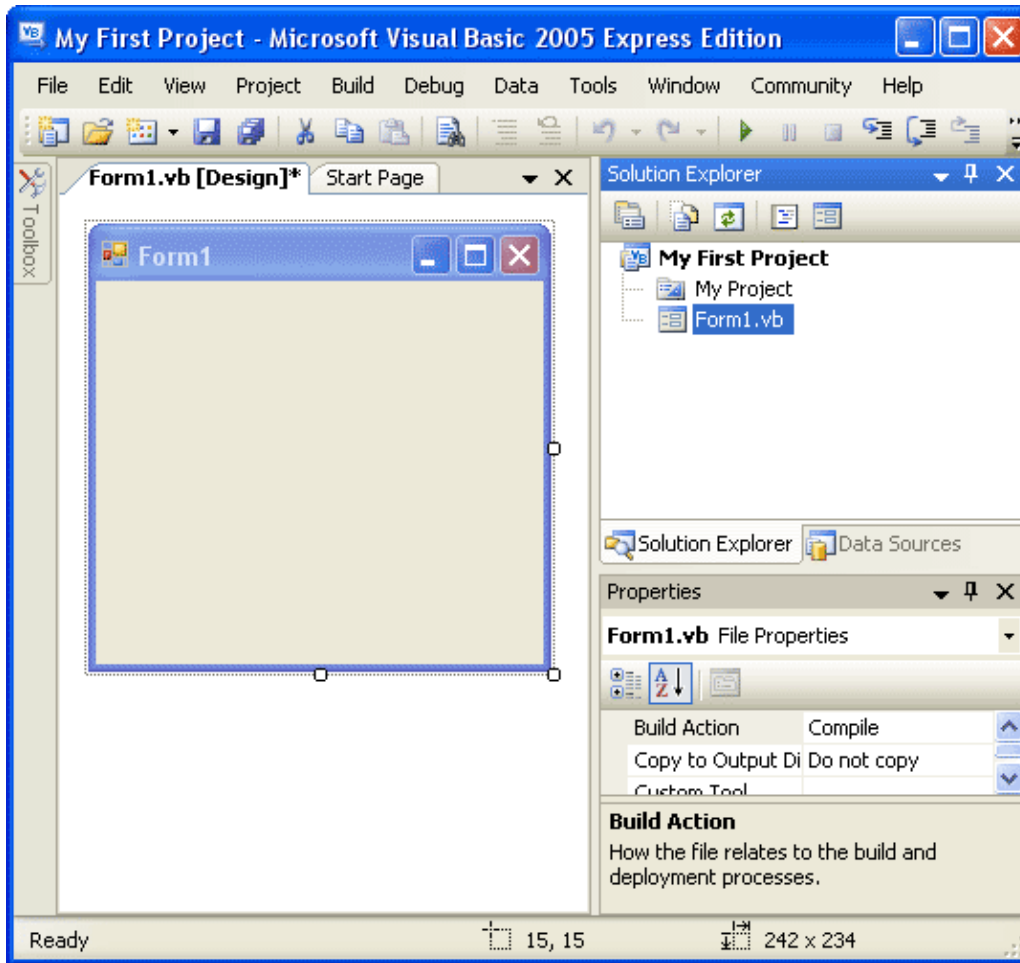 My First Project - Microsoft Visual Basic 2005 Express Edition
File Edit View Project Build Debug Data Tools Window Community Help
Toolbox
Form1.vb [Design]* Start Page
Form1
Solution Explorer
My First Project
My Project
Form1.vb
Solution Explorer Data Sources
Properties
Form1.vb File Properties
Build Action Compile
Copy to Output Di Do not copy
Custom Tool
Build Action
How the file relates to the build and
deployment processes.
Ready 15, 15 242 x 234